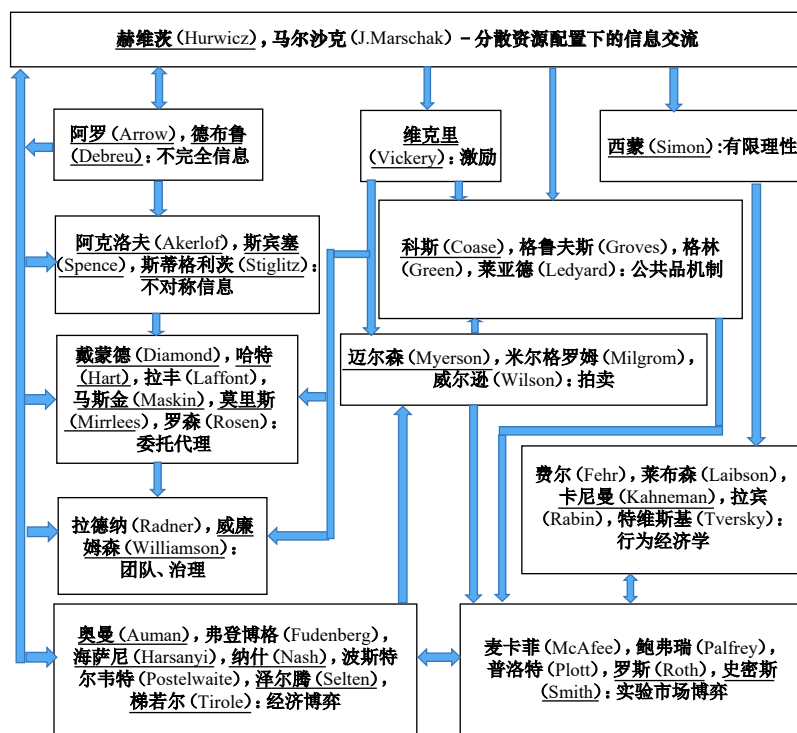 赫维茨(Hurwicz)，马尔沙克(J.Marschak) –分散资源配置下的信息交流
阿罗(Arrow)，德布鲁
(Debreu)：不完全信息
维克里
(Vickery)：激励
西蒙(Simon):有限理性
阿克洛夫(Akerlof)，斯宾塞
(Spence)，斯蒂格利茨(Stiglitz)：
不对称信息
科斯(Coase)，格鲁夫斯(Groves)，格林
(Green)，莱亚德(Ledyard)：公共品机制
戴蒙德(Diamond)，哈特
(Hart)，拉丰(Laffont)，
马斯金(Maskin)，莫里斯
(Mirrlees)，罗森(Rosen)：
委托代理
迈尔森(Myerson)，米尔格罗姆(Milgrom)，
威尔逊(Wilson)：拍卖
费尔(Fehr)，莱布森(Laibson)，
卡尼曼(Kahneman)，拉宾
(Rabin)，特维斯基(Tversky)：
行为经济学
拉德纳(Radner)，威廉
姆森(Williamson)：
团队、治理
奥曼(Auman)，弗登博格(Fudenberg)，
海萨尼(Harsanyi)，纳什(Nash)，波斯特
尔韦特(Postelwaite)，泽尔腾(Selten)，
梯若尔(Tirole)：经济博弈
麦卡菲(McAfee)，鲍弗瑞(Palfrey)，
普洛特(Plott)，罗斯(Roth)，史密斯
(Smith)：实验市场博弈